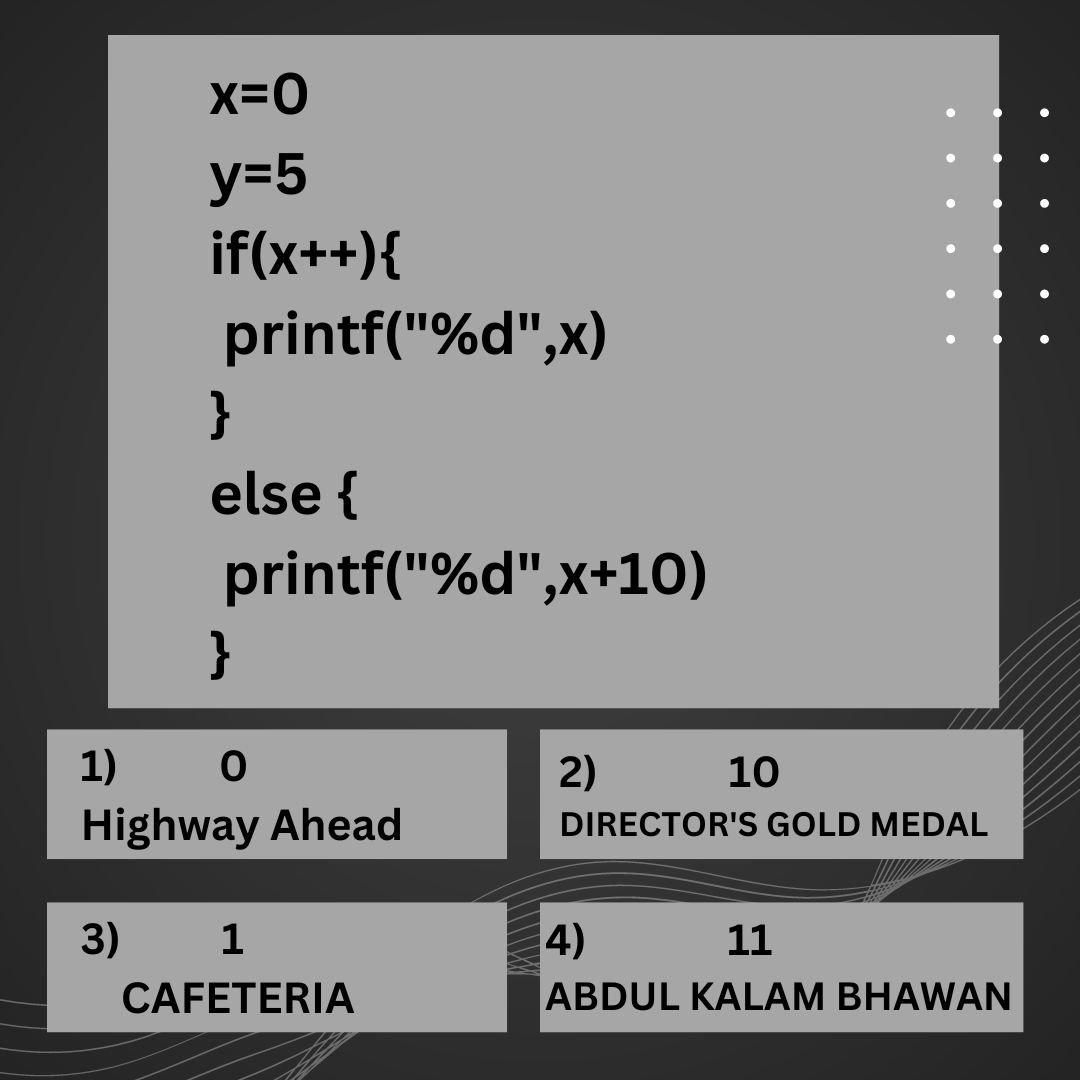 x=0
y=5
if(x++){
printf("%d",x)
}
else {
printf("%d",x+10)
}
1) 0
Highway Ahead
2) 10
DIRECTOR'S GOLD MEDAL
3) 1
CAFETERIA
4) 11
ABDUL KALAM BHAWAN